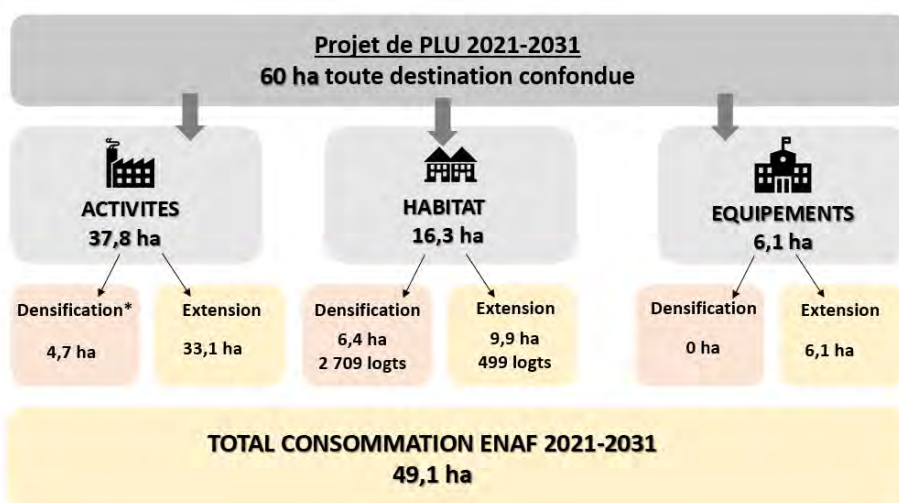 Projet de PLU 2021-2031
60 ha toute destination confondue
ACTIVITES
37,8 ha
HABITAT
16,3 ha
EQUIPEMENTS
6,1 ha
Densification*
4,7 ha
Extension
33,1 ha
Densification
6,4 ha
2 709 logts
Extension
9,9 ha
499 logts
Densification
0 ha
Extension
6,1 ha
TOTAL CONSOMMATION ENAF 2021-2031
49,1 ha